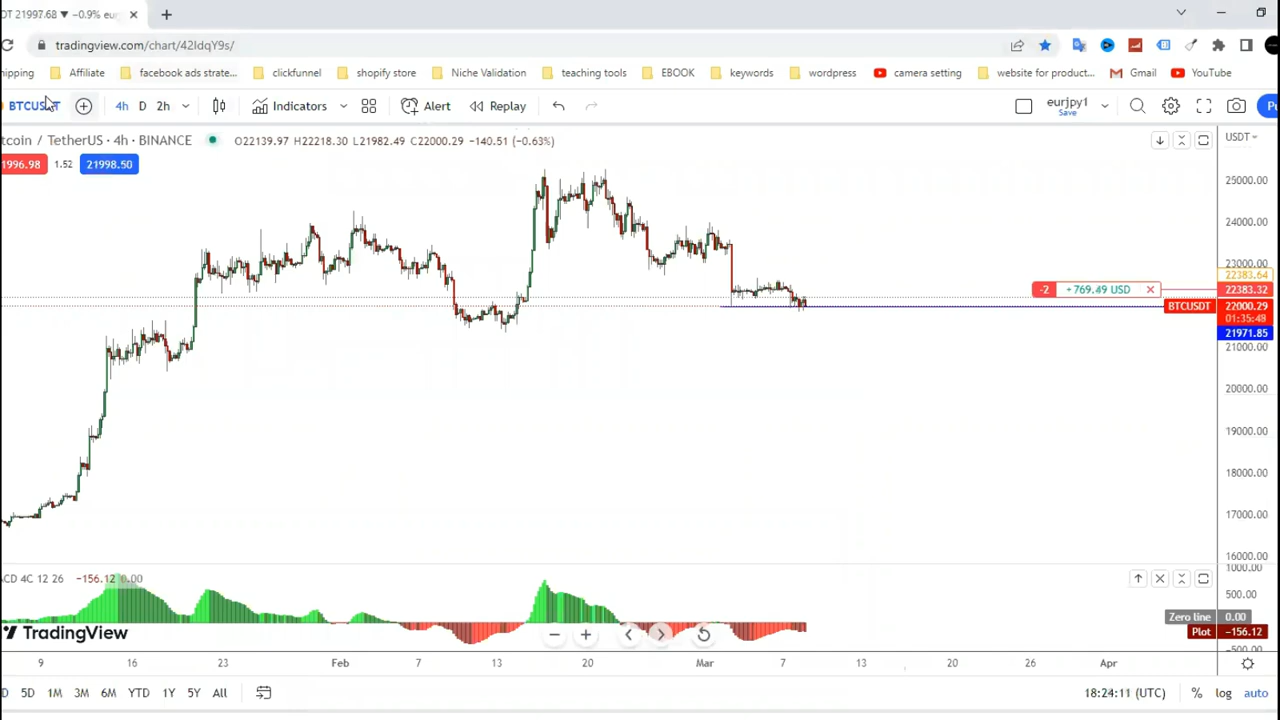 DT 21997.68 ▼ −0.9% eu
tradingview.com/chart/42ldqY9s/
hipping Affiliate facebook ads strate... clickfunnel shopify store Niche Validation teaching tools EBOOK keywords wordpress camera setting website for product... Gmail YouTube
BTCUSDT 4h D 2h Indicators Alert Replay eurjpy1 Save Pu
tcoin / TetherUS · 4h · BINANCE O22139.97 H22218.30 L21982.49 C22000.29 −140.51 (−0.63%) USDT
1996.98 1.52 21998.50
25000.00
24000.00
23000.00
22383.64
-2 +769.49 USD 22383.32
BTCUSDT 22000.29
01:35:49
21971.85
21000.00
20000.00
19000.00
18000.00
17000.00
16000.00
1000.00
ACD 4C 12 26 −156.12 0.00
500.00
Zero line 0.00
TradingView Plot −156.12
−500.00
9 16 23 Feb 7 13 20 Mar 7 13 20 26 Apr
D 5D 1M 3M 6M YTD 1Y 5Y All 18:24:11 (UTC) % log auto